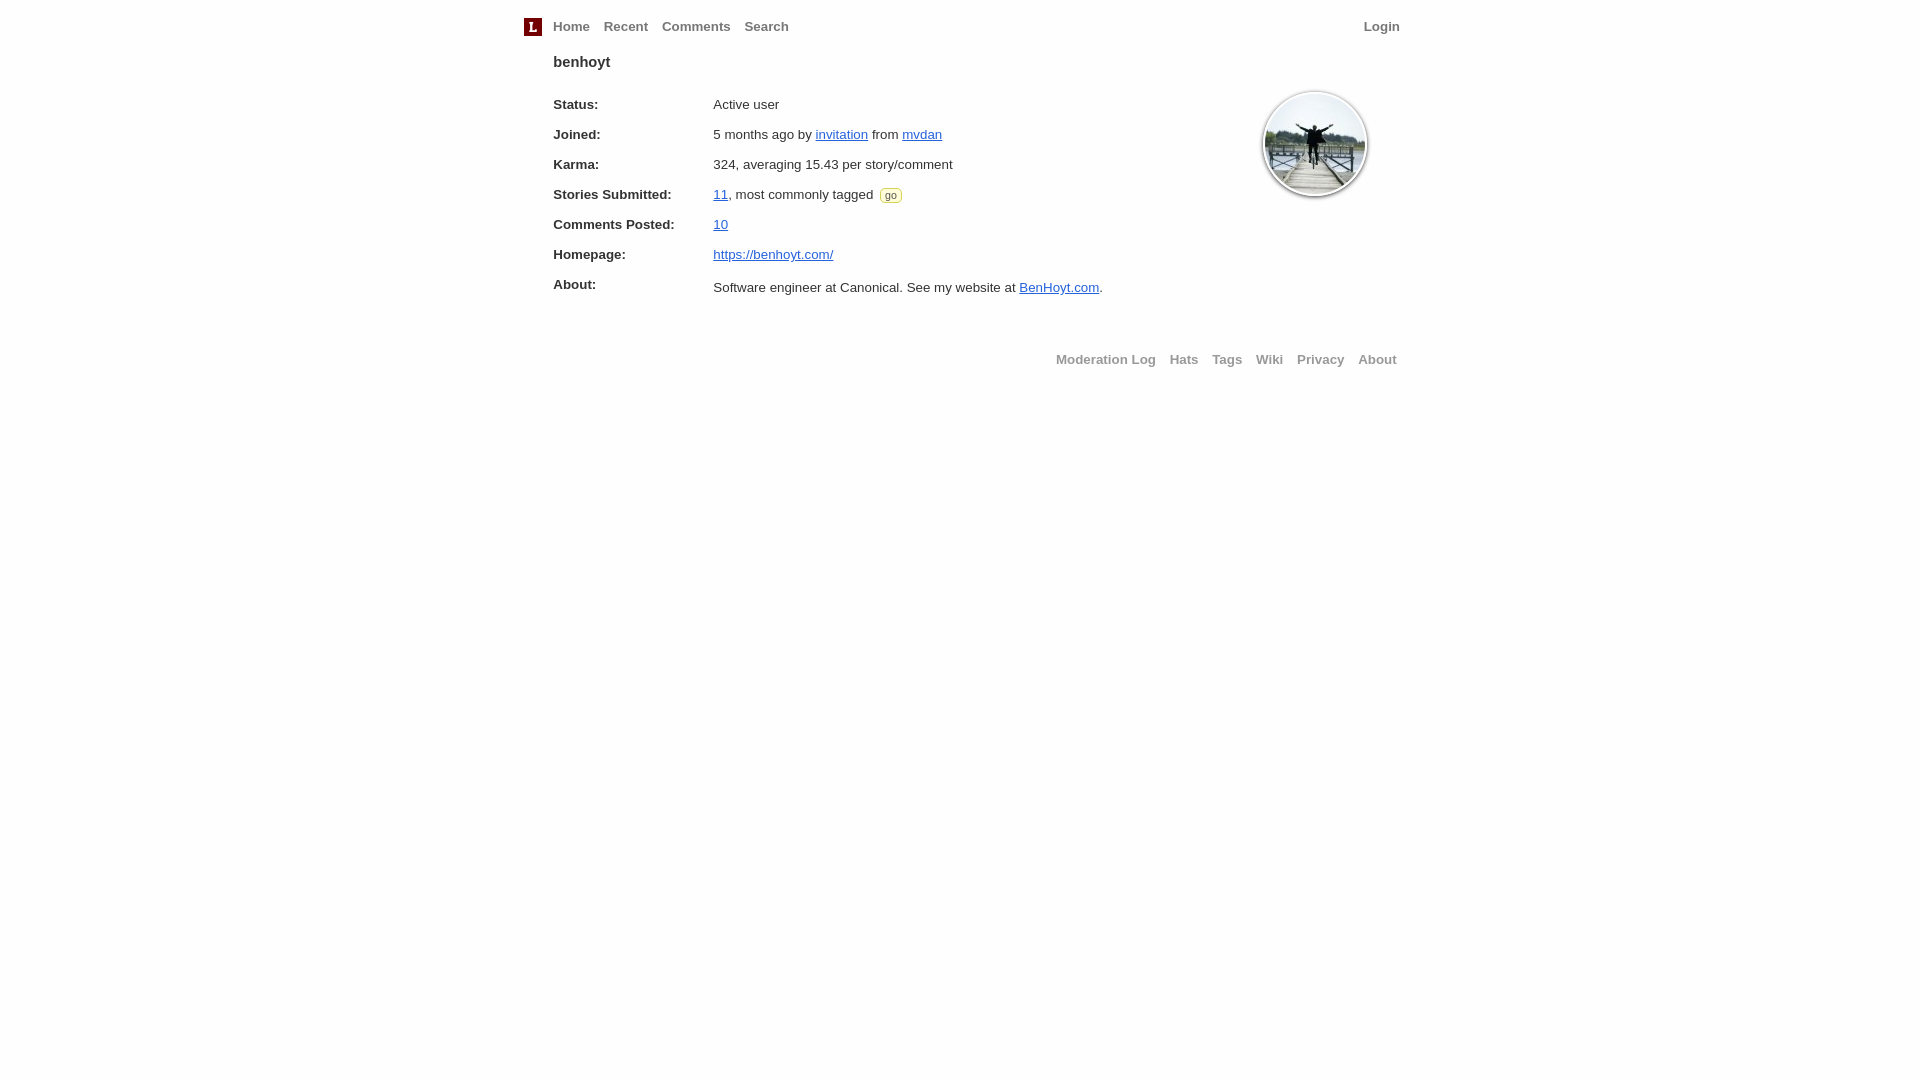 L Home Recent Comments Search Login
benhoyt
Status: Active user
Joined: 5 months ago by invitation from mvdan
Karma: 324, averaging 15.43 per story/comment
Stories Submitted: 11, most commonly tagged go
Comments Posted: 10
Homepage: https://benhoyt.com/
About: Software engineer at Canonical. See my website at BenHoyt.com.
Moderation Log Hats Tags Wiki Privacy About